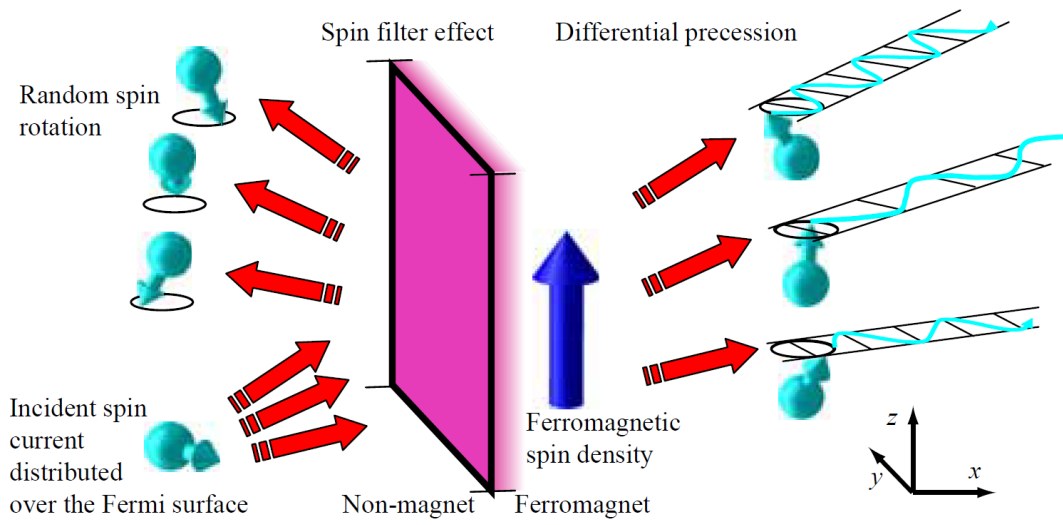 Spin filter effect
Differential precession
Random spin
rotation
Incident spin
current
distributed
over the Fermi surface
Non-magnet
Ferromagnet
Ferromagnetic
spin density
z
y
x